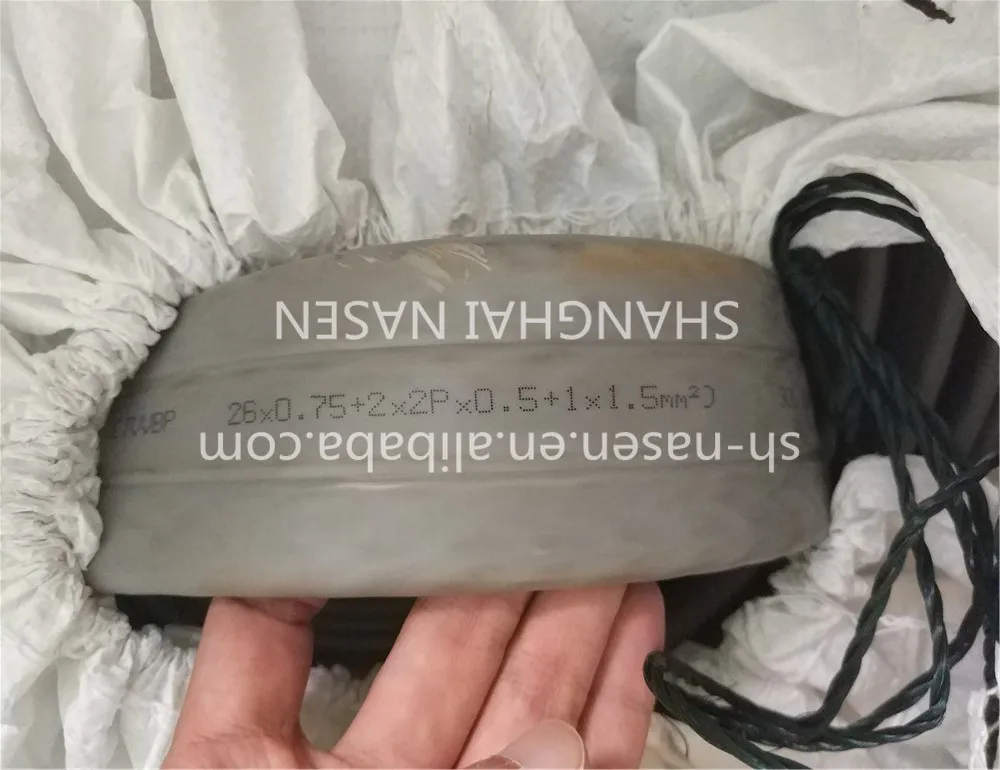 SHANGHAI NASEN
26x0.75+2x2Px0.5+1x1.5mm²)
sh-nasen.en.alibaba.com